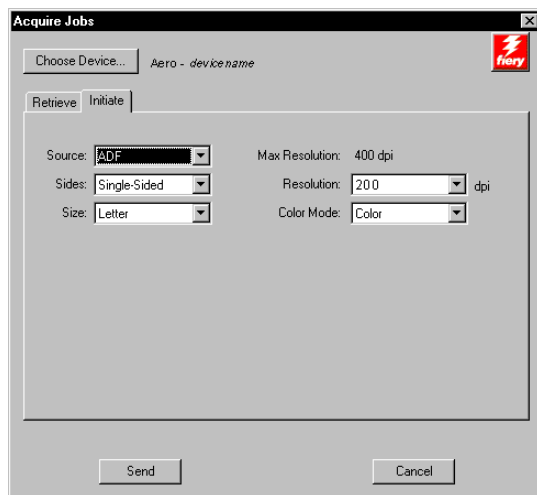 Acquire Jobs
Choose Device... Aero - devicename
fiery
Retrieve Initiate
Source: ADF Max Resolution: 400 dpi
Sides: Single-Sided Resolution: 200 dpi
Size: Letter Color Mode: Color
Send Cancel